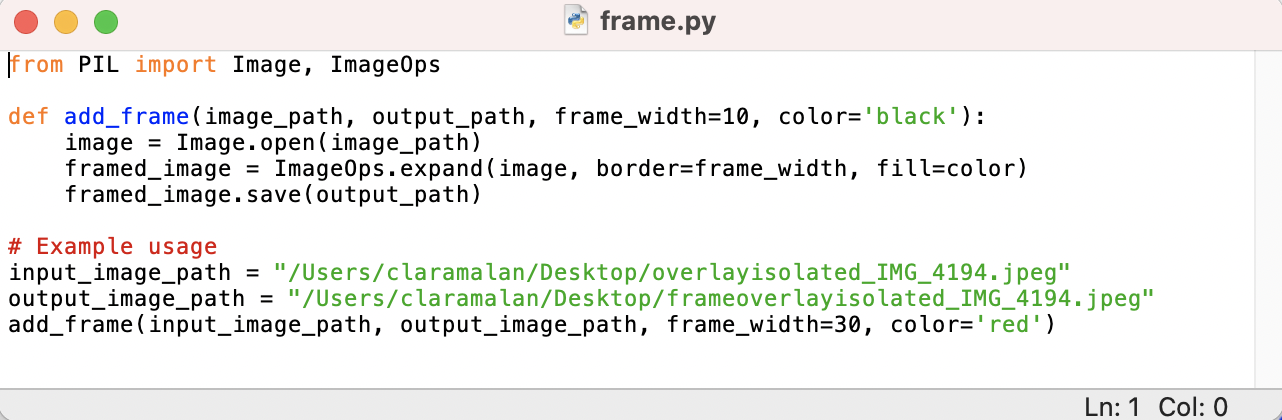 frame.py
from PIL import Image, ImageOps
def add_frame(image_path, output_path, frame_width=10, color='black'):
    image = Image.open(image_path)
    framed_image = ImageOps.expand(image, border=frame_width, fill=color)
    framed_image.save(output_path)
# Example usage
input_image_path = "/Users/claramalan/Desktop/overlayisolated_IMG_4194.jpeg"
output_image_path = "/Users/claramalan/Desktop/frameoverlayisolated_IMG_4194.jpeg"
add_frame(input_image_path, output_image_path, frame_width=30, color='red')
Ln: 1 Col: 0